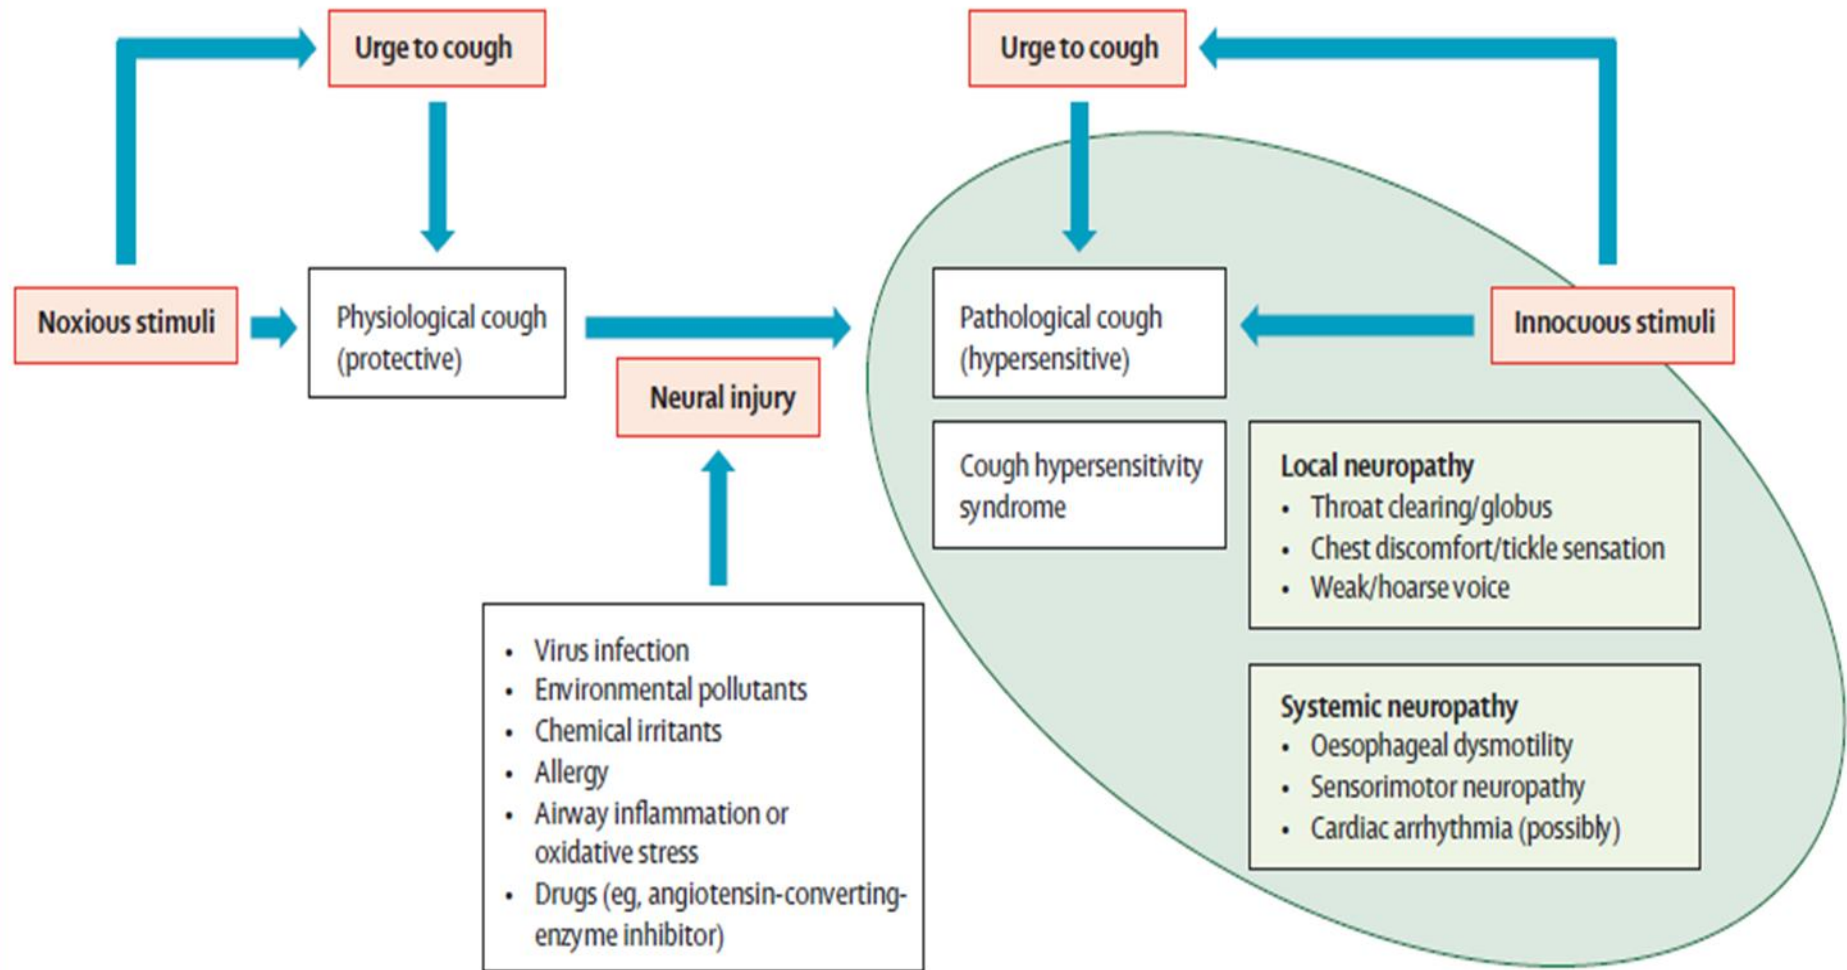 Urge to cough
Urge to cough
Noxious stimuli
Physiological cough
(protective)
Neural injury
Pathological cough
(hypersensitive)
Innocuous stimuli
Cough hypersensitivity
syndrome
Local neuropathy
• Throat clearing/globus
• Chest discomfort/tickle sensation
• Weak/hoarse voice
• Virus infection
• Environmental pollutants
• Chemical irritants
• Allergy
• Airway inflammation or
oxidative stress
• Drugs (eg, angiotensin-converting-
enzyme inhibitor)
Systemic neuropathy
• Oesophageal dysmotility
• Sensorimotor neuropathy
• Cardiac arrhythmia (possibly)